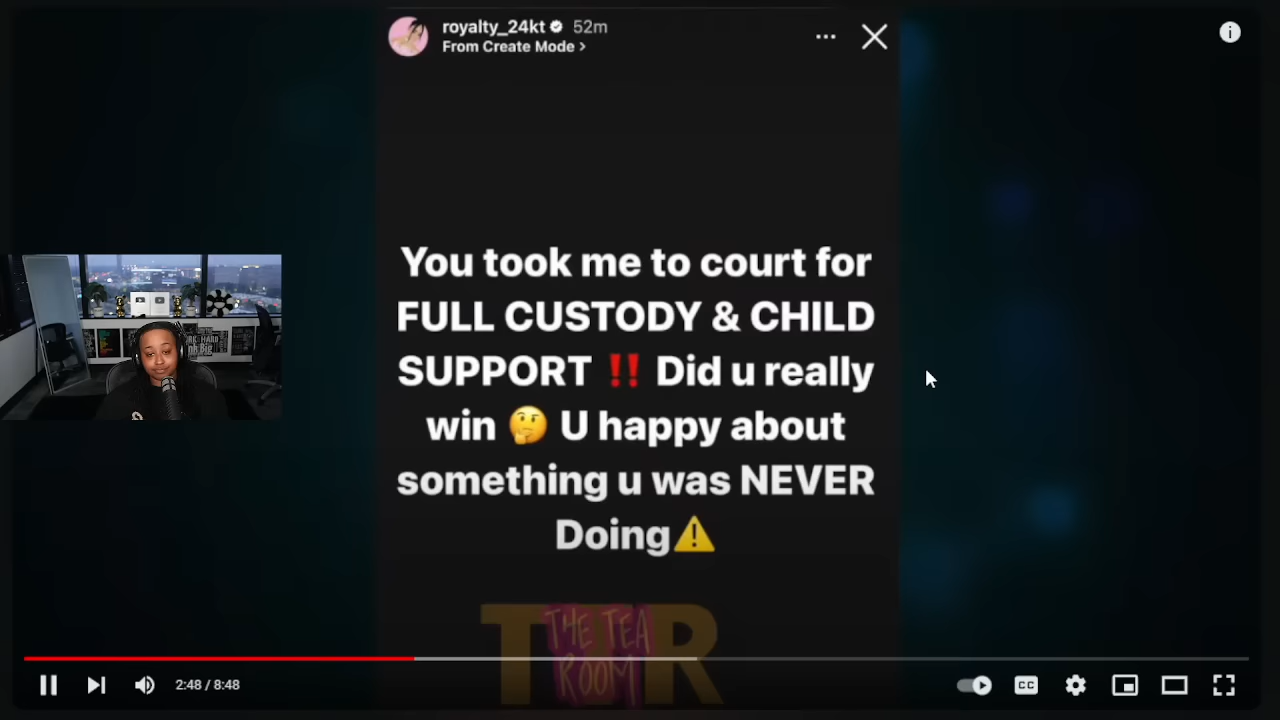 royalty_24kt 52m
From Create Mode >
You took me to court for
FULL CUSTODY & CHILD
SUPPORT ‼️ Did u really
win 🤔 U happy about
something u was NEVER
Doing⚠️
THE TEA
ROOM
2:48 / 8:48
CC